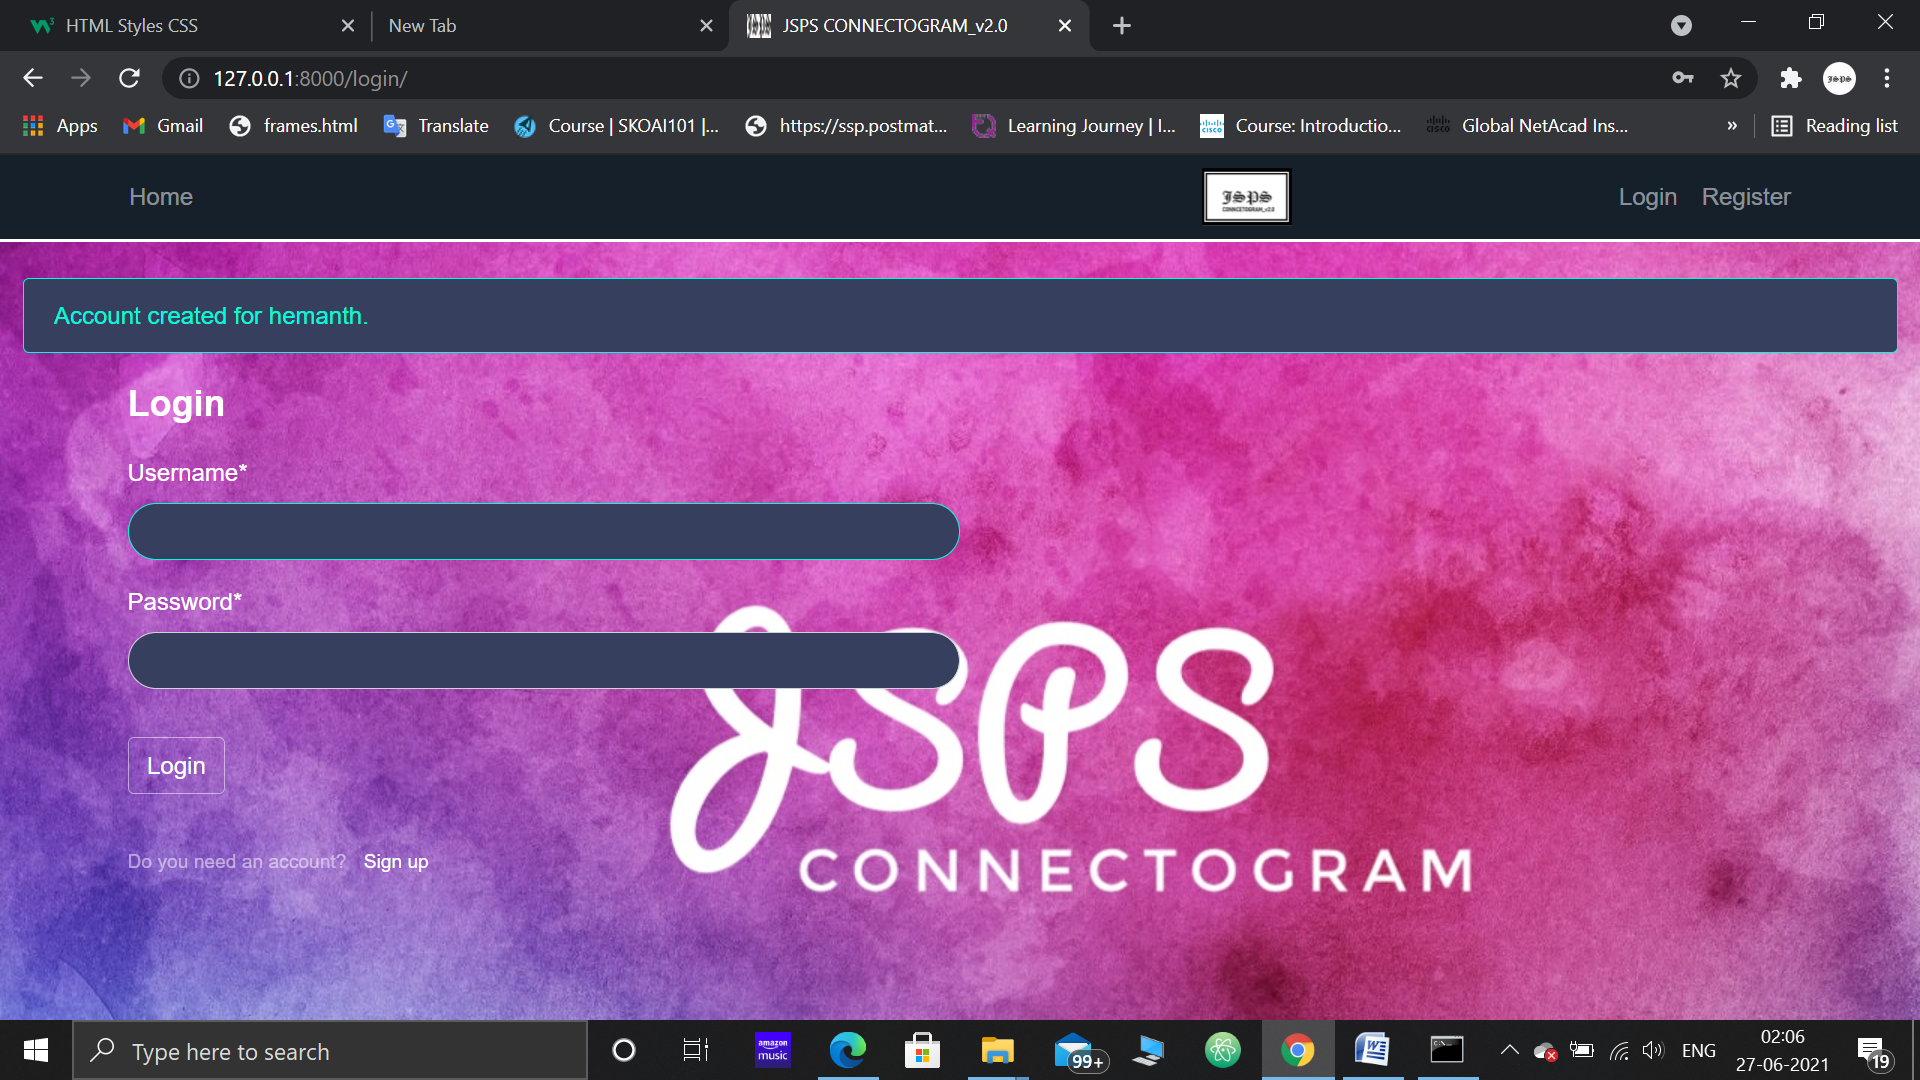 HTML Styles CSS
New Tab
JSPS CONNECTOGRAM_v2.0
127.0.0.1:8000/login/
JSPS
Apps
Gmail
frames.html
Translate
Course | SKOAI101 |...
https://ssp.postmat...
Learning Journey | I...
Course: Introductio...
Global NetAcad Ins...
»
Reading list
Home
JSPS
CONNCETOGRAM_v2.0
Login
Register
Account created for hemanth.
Login
Username*
Password*
Login
Do you need an account? Sign up
JSPS
CONNECTOGRAM
Type here to search
amazon
music
99+
ENG
02:06
27-06-2021
19